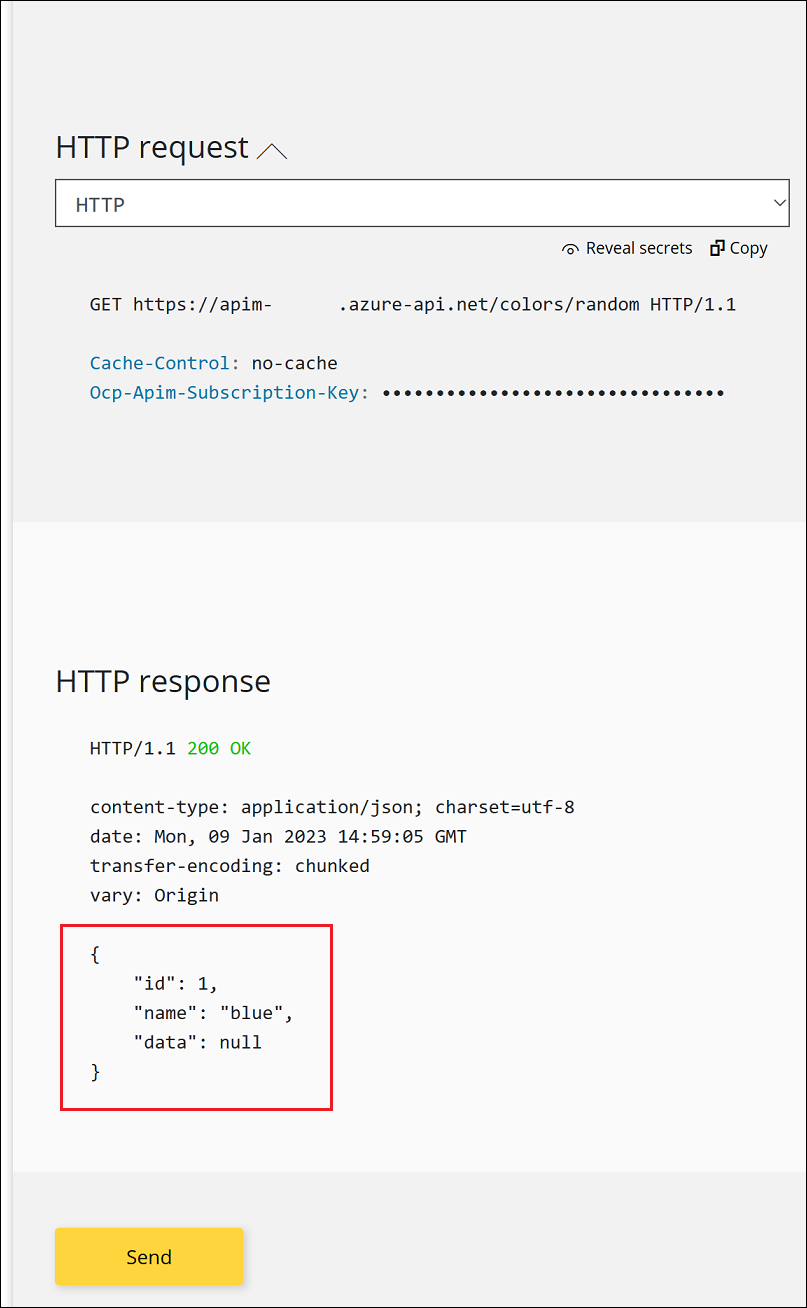 HTTP request
HTTP
Reveal secrets Copy
GET https://apim- .azure-api.net/colors/random HTTP/1.1
Cache-Control: no-cache
Ocp-Apim-Subscription-Key: ••••••••••••••••••••••••••••••••
HTTP response
HTTP/1.1 200 OK
content-type: application/json; charset=utf-8
date: Mon, 09 Jan 2023 14:59:05 GMT
transfer-encoding: chunked
vary: Origin
{
    "id": 1,
    "name": "blue",
    "data": null
}
Send